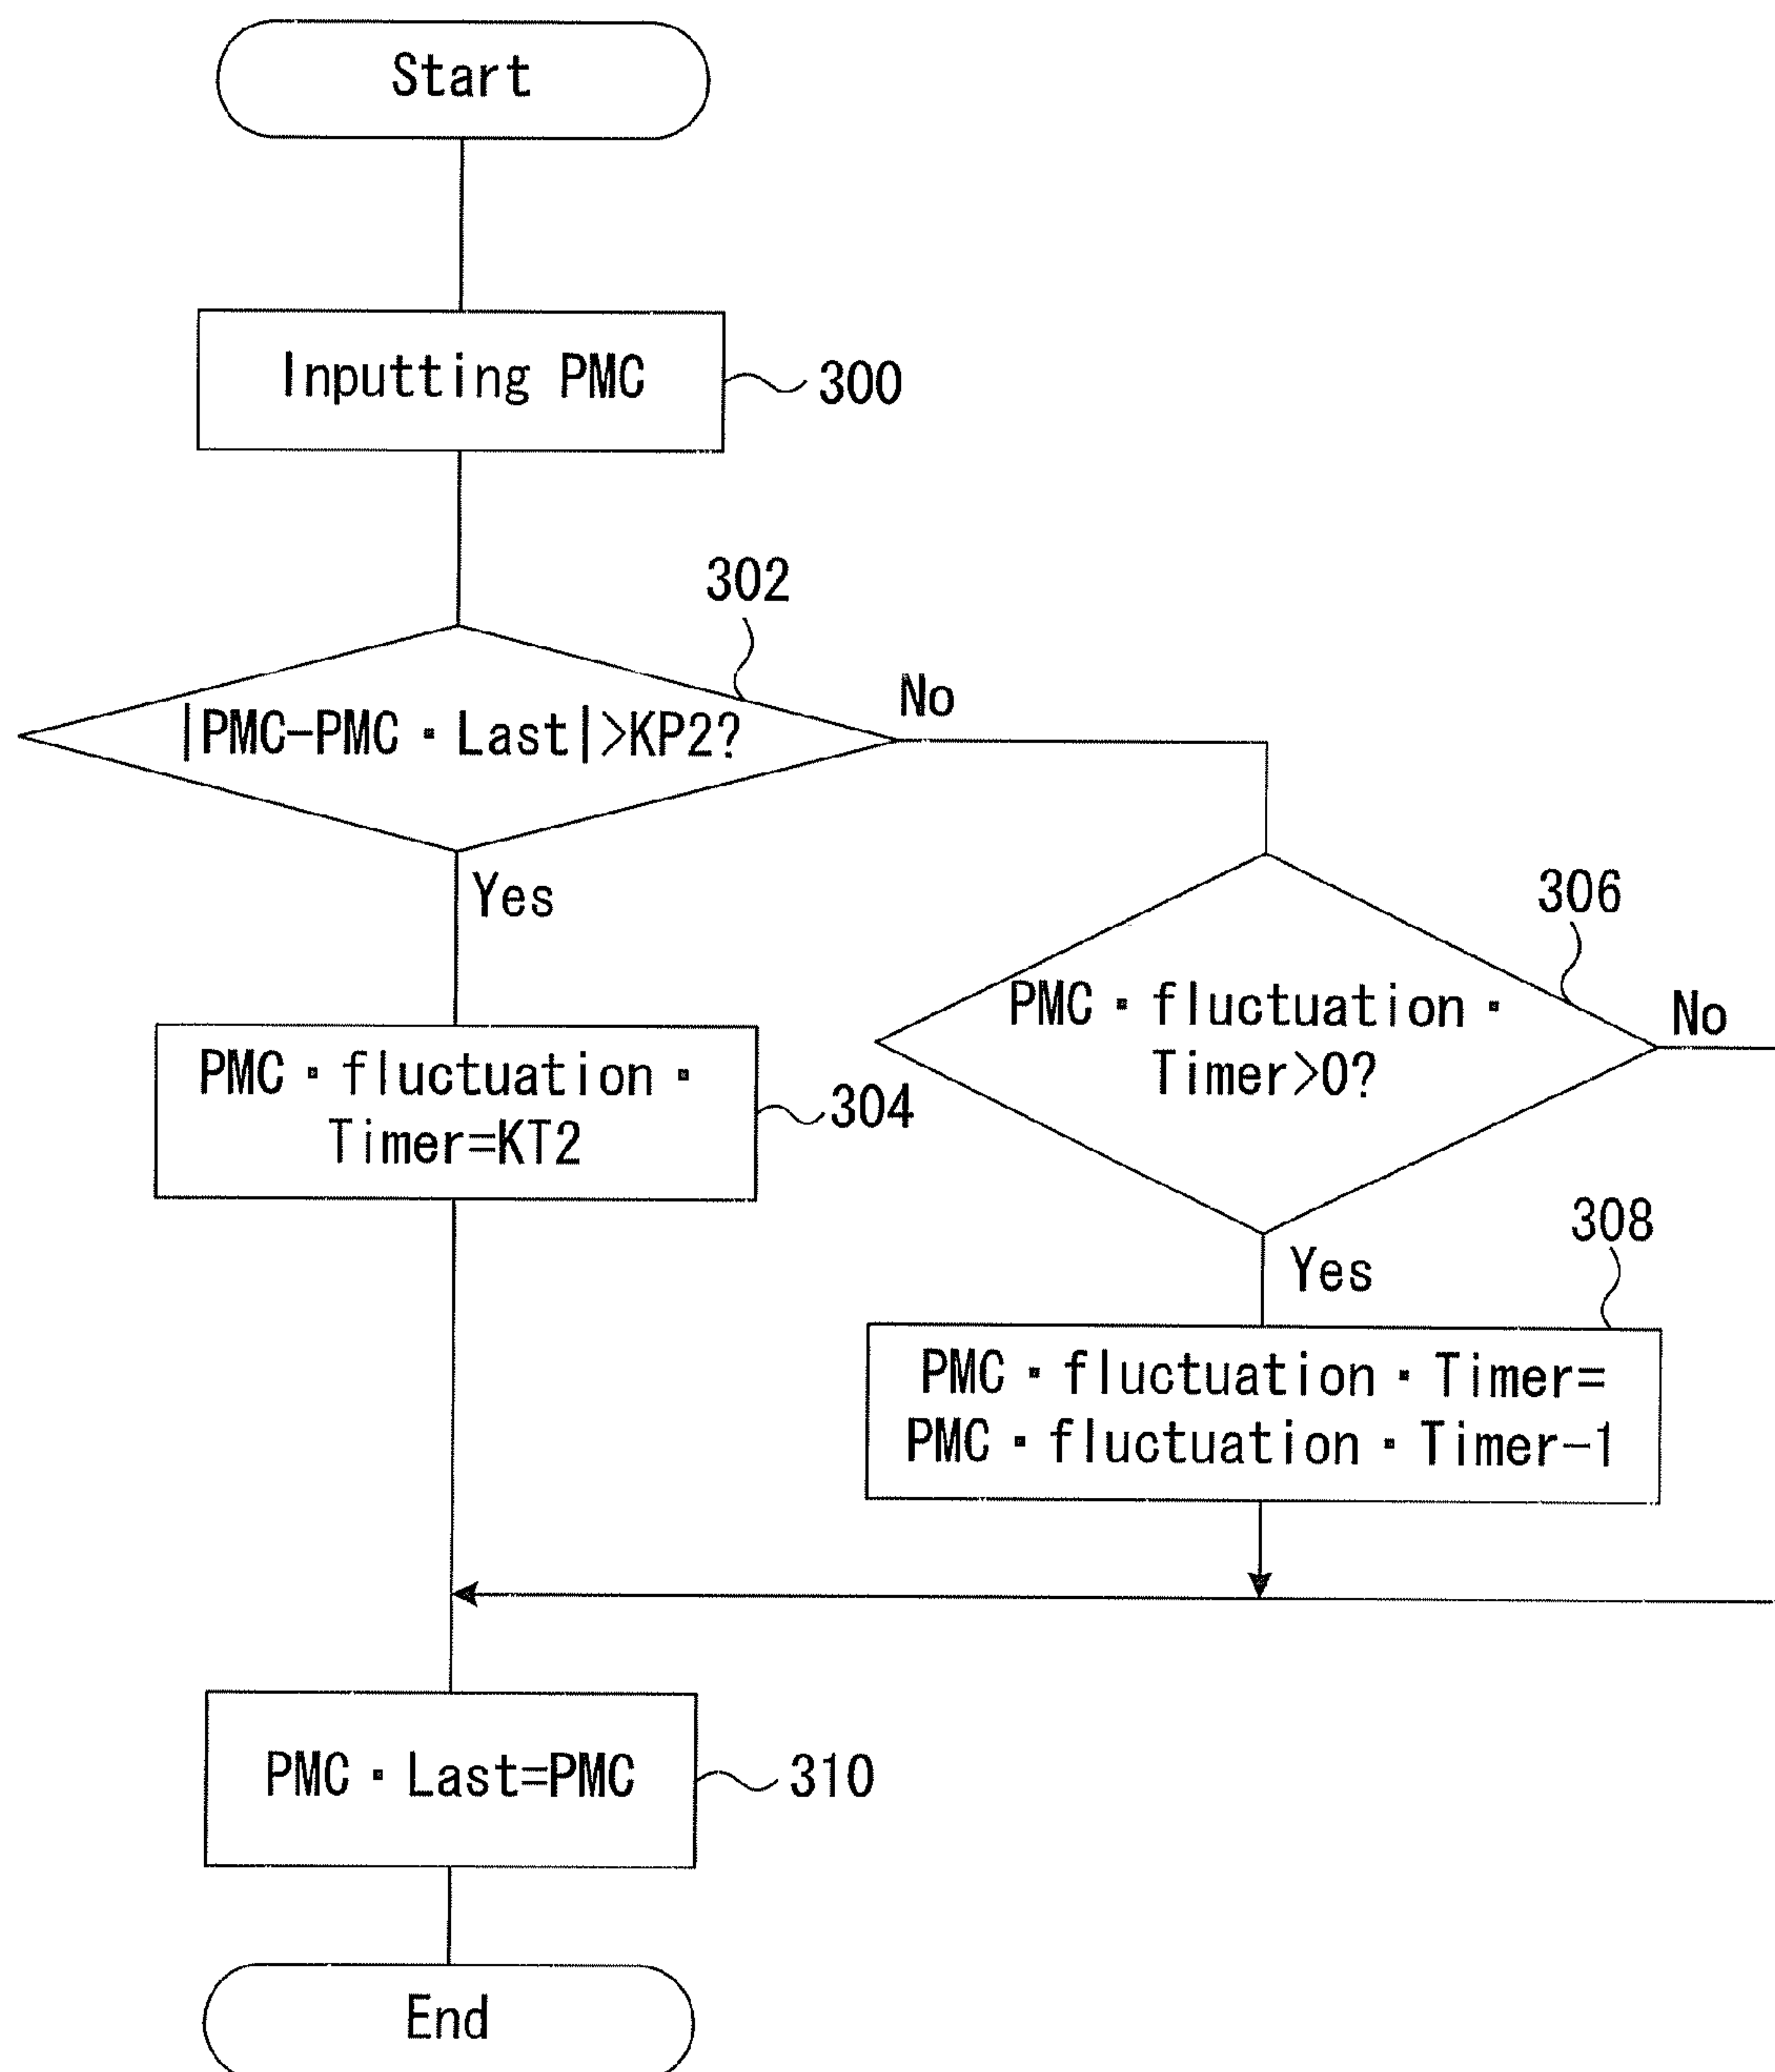 Start
Inputting PMC
300
302
|PMC-PMC・Last|>KP2?
No
Yes
306
PMC・fluctuation・
Timer>0?
No
PMC・fluctuation・
Timer=KT2
304
Yes
308
PMC・fluctuation・Timer=
PMC・fluctuation・Timer-1
PMC・Last=PMC
310
End